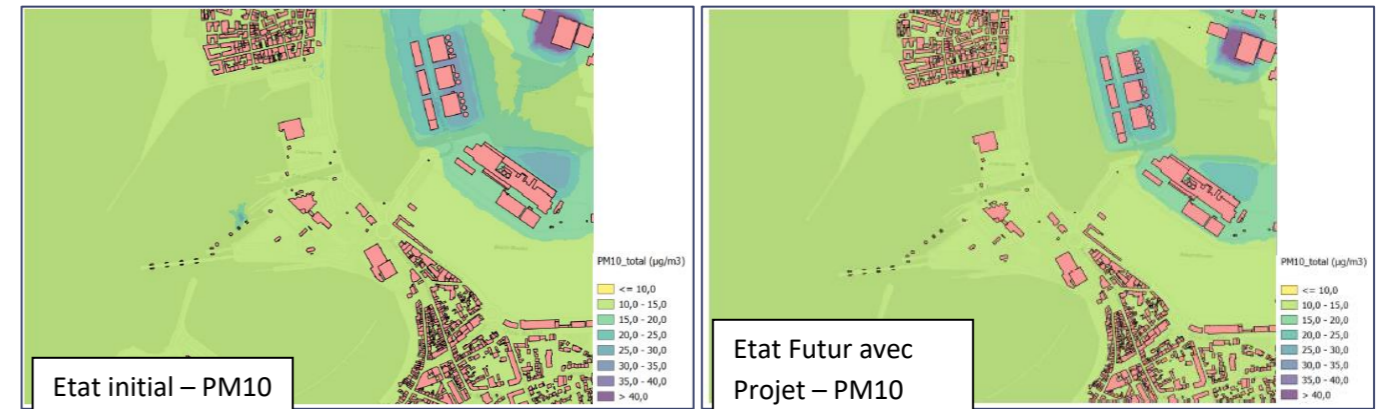 PM10_total (µg/m3)
<= 10,0
10,0 - 15,0
15,0 - 20,0
20,0 - 25,0
25,0 - 30,0
30,0 - 35,0
35,0 - 40,0
> 40,0
Etat initial – PM10
PM10_total (µg/m3)
<= 10,0
10,0 - 15,0
15,0 - 20,0
20,0 - 25,0
25,0 - 30,0
30,0 - 35,0
35,0 - 40,0
> 40,0
Etat Futur avec
Projet – PM10